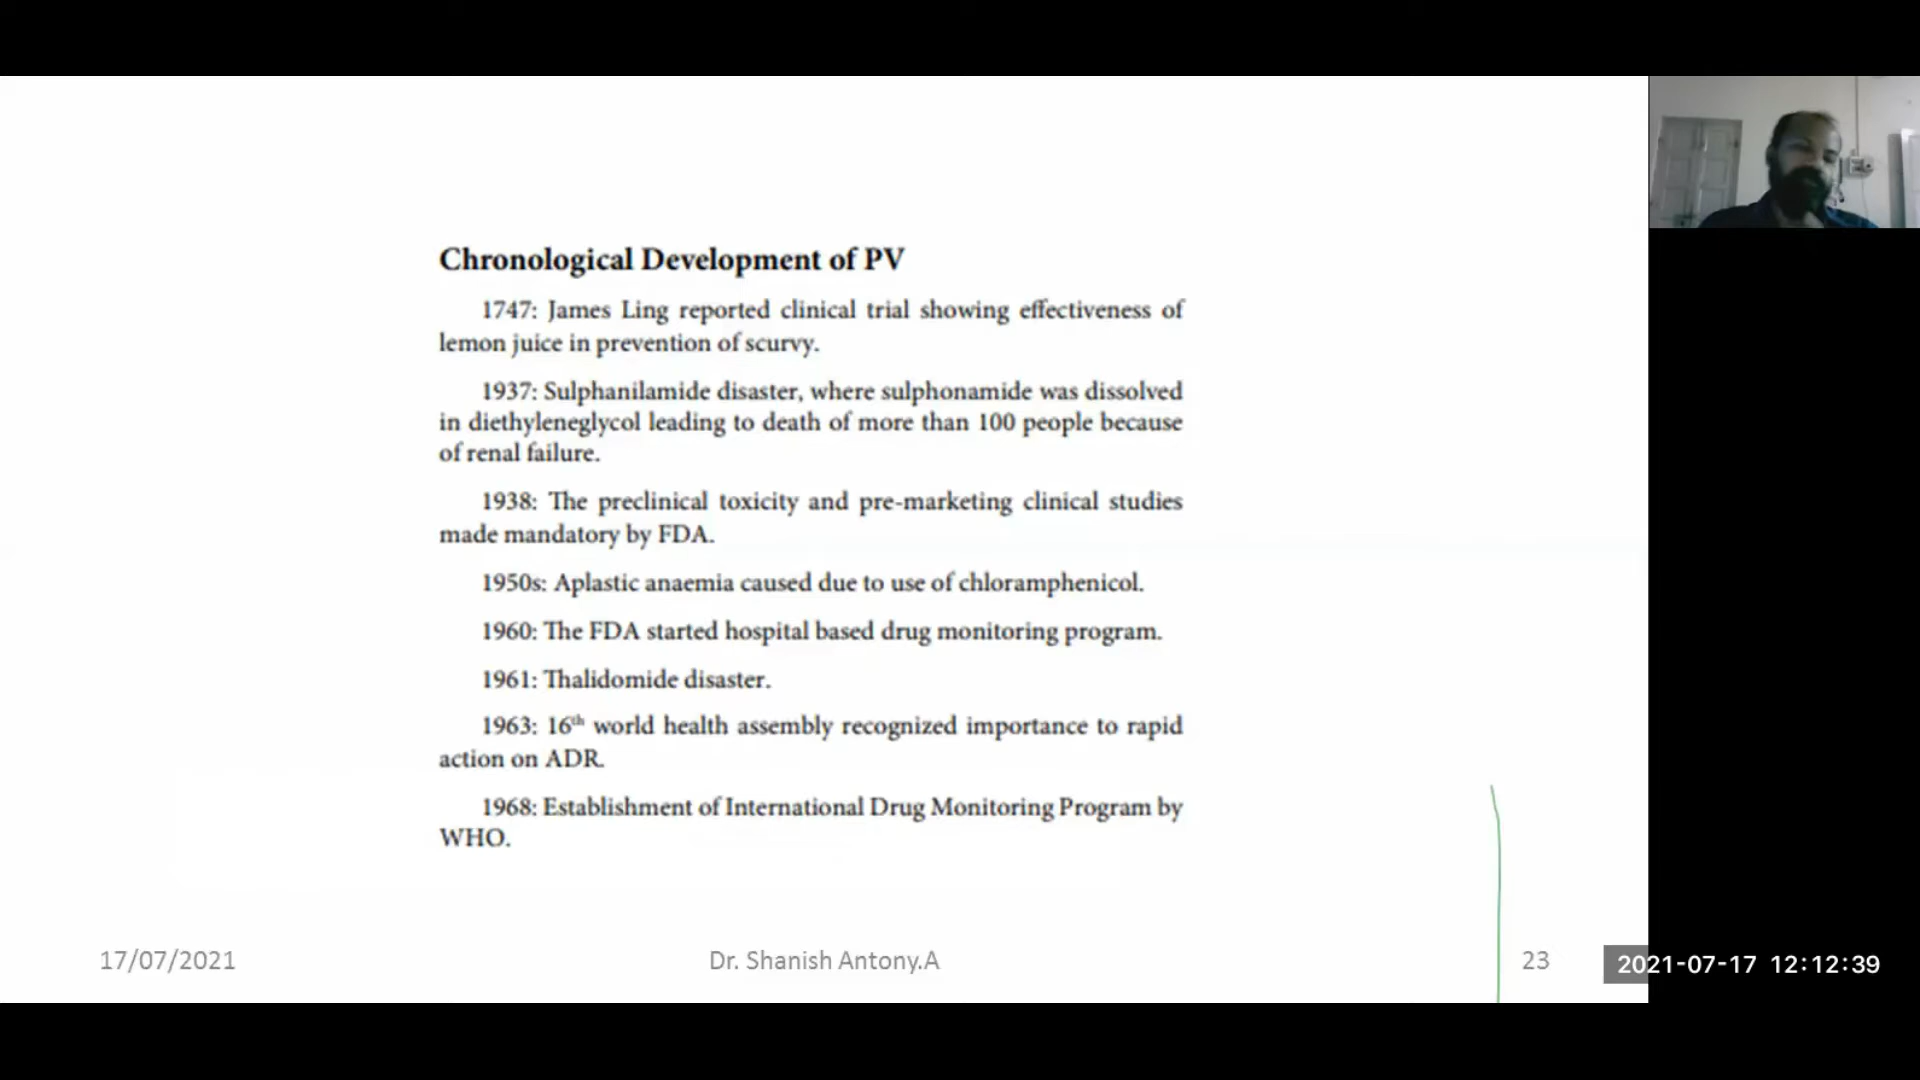 Chronological Development of PV
1747: James Ling reported clinical trial showing effectiveness of
lemon juice in prevention of scurvy.
1937: Sulphanilamide disaster, where sulphonamide was dissolved
in diethyleneglycol leading to death of more than 100 people because
of renal failure.
1938: The preclinical toxicity and pre-marketing clinical studies
made mandatory by FDA.
1950s: Aplastic anaemia caused due to use of chloramphenicol.
1960: The FDA started hospital based drug monitoring program.
1961: Thalidomide disaster.
1963: 16th world health assembly recognized importance to rapid
action on ADR.
1968: Establishment of International Drug Monitoring Program by
WHO.
17/07/2021
Dr. Shanish Antony.A
23
2021-07-17 12:12:39